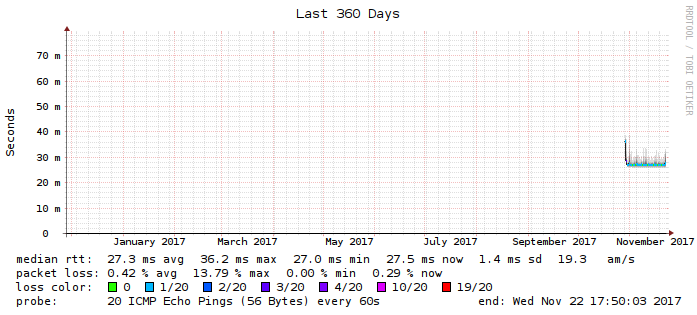 Last 360 Days
RRDTOOL / TOBI OETIKER
Seconds
70 m
60 m
50 m
40 m
30 m
20 m
10 m
0
January 2017 March 2017 May 2017 July 2017 September 2017 November 2017
median rtt: 27.3 ms avg 36.2 ms max 27.0 ms min 27.5 ms now 1.4 ms sd 19.3 am/s
packet loss: 0.42 % avg 13.79 % max 0.00 % min 0.29 % now
loss color: 0 1/20 2/20 3/20 4/20 10/20 19/20
probe: 20 ICMP Echo Pings (56 Bytes) every 60s end: Wed Nov 22 17:50:03 2017